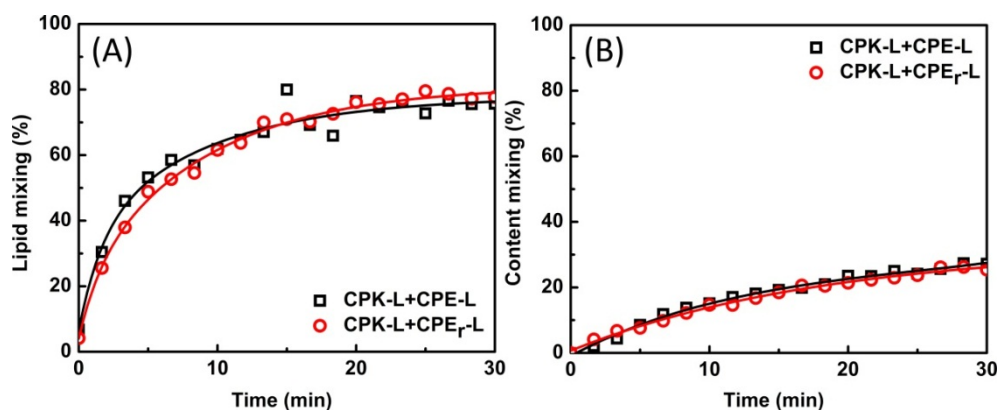 (A)
Lipid mixing (%)
100
80
60
40
20
0
CPK-L+CPE-L
CPK-L+CPEr-L
0
10
20
30
Time (min)
(B)
Content mixing (%)
100
80
60
40
20
0
CPK-L+CPE-L
CPK-L+CPEr-L
0
10
20
30
Time (min)